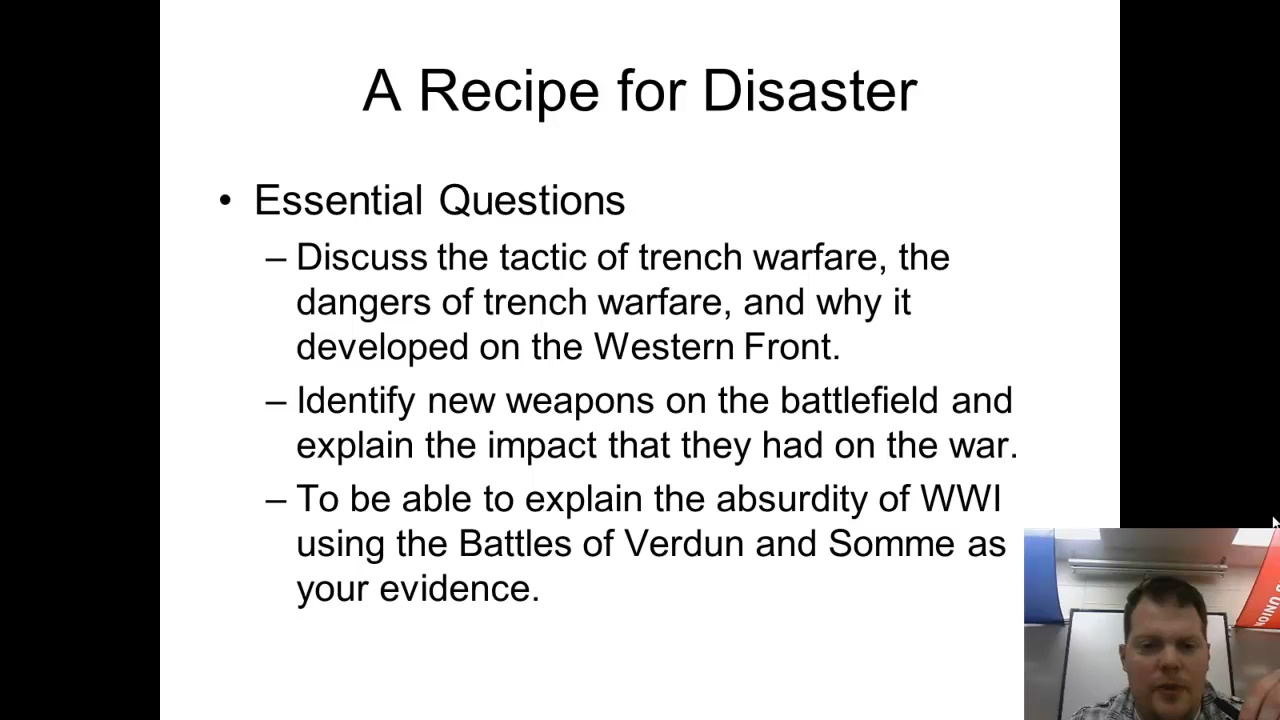 A Recipe for Disaster
• Essential Questions
– Discuss the tactic of trench warfare, the
dangers of trench warfare, and why it
developed on the Western Front.
– Identify new weapons on the battlefield and
explain the impact that they had on the war.
– To be able to explain the absurdity of WWI
using the Battles of Verdun and Somme as
your evidence.
UNION